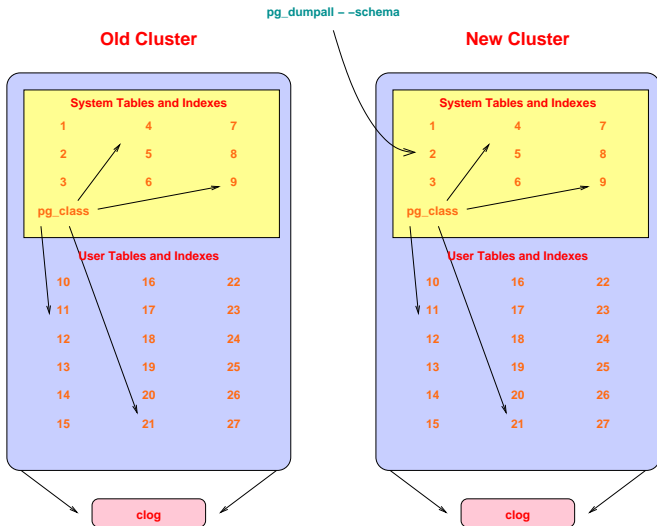 pg_dumpall --schema
Old Cluster
New Cluster
System Tables and Indexes
1 4 7
2 5 8
3 6 9
pg_class
User Tables and Indexes
10 16 22
11 17 23
12 18 24
13 19 25
14 20 26
15 21 27
clog
System Tables and Indexes
1 4 7
2 5 8
3 6 9
pg_class
User Tables and Indexes
10 16 22
11 17 23
12 18 24
13 19 25
14 20 26
15 21 27
clog